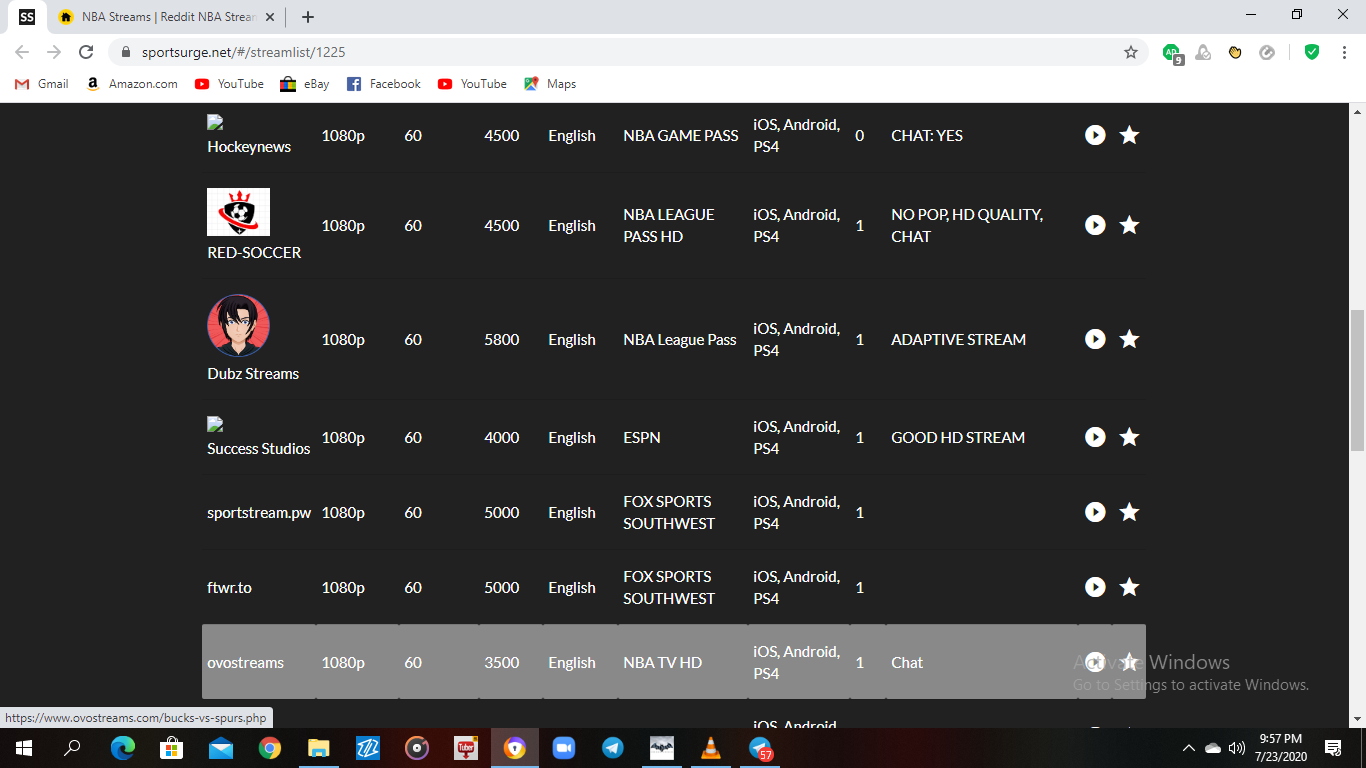 SS
NBA Streams | Reddit NBA Strean
sportsurge.net/#/streamlist/1225
AD
9
Gmail
Amazon.com
YouTube
eBay
Facebook
YouTube
Maps
Hockeynews 1080p 60 4500 English NBA GAME PASS iOS, Android, 0 CHAT: YES
PS4
RED-SOCCER 1080p 60 4500 English NBA LEAGUE iOS, Android, 1 NO POP, HD QUALITY,
PASS HD PS4 CHAT
Dubz Streams 1080p 60 5800 English NBA League Pass iOS, Android, 1 ADAPTIVE STREAM
PS4
Success Studios 1080p 60 4000 English ESPN iOS, Android, 1 GOOD HD STREAM
PS4
sportstream.pw 1080p 60 5000 English FOX SPORTS iOS, Android, 1
SOUTHWEST PS4
ftwr.to 1080p 60 5000 English FOX SPORTS iOS, Android, 1
SOUTHWEST PS4
ovostreams 1080p 60 3500 English NBA TV HD iOS, Android, 1 Chat
PS4
iOS, Android,
Activate Windows
Go to Settings to activate Windows.
https://www.ovostreams.com/bucks-vs-spurs.php
Tuber
57
9:57 PM
7/23/2020